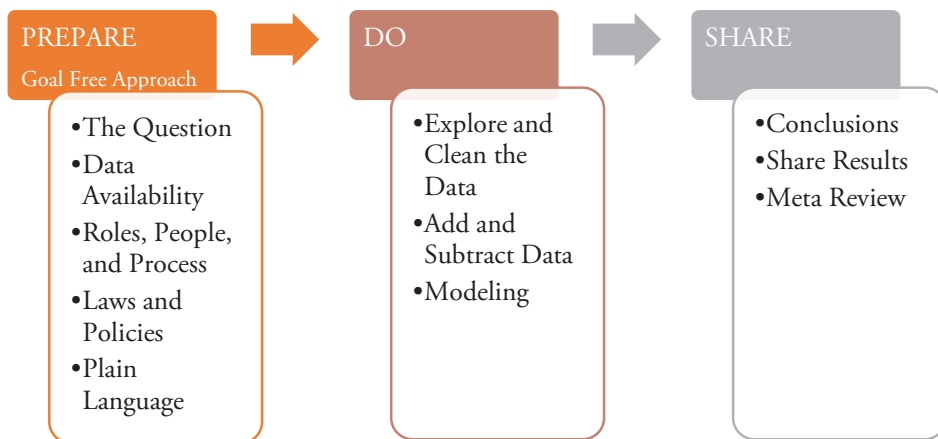 PREPARE
Goal Free Approach
•The Question
•Data
Availability
•Roles, People,
and Process
•Laws and
Policies
•Plain
Language
DO
•Explore and
Clean the
Data
•Add and
Subtract Data
•Modeling
SHARE
•Conclusions
•Share Results
•Meta Review